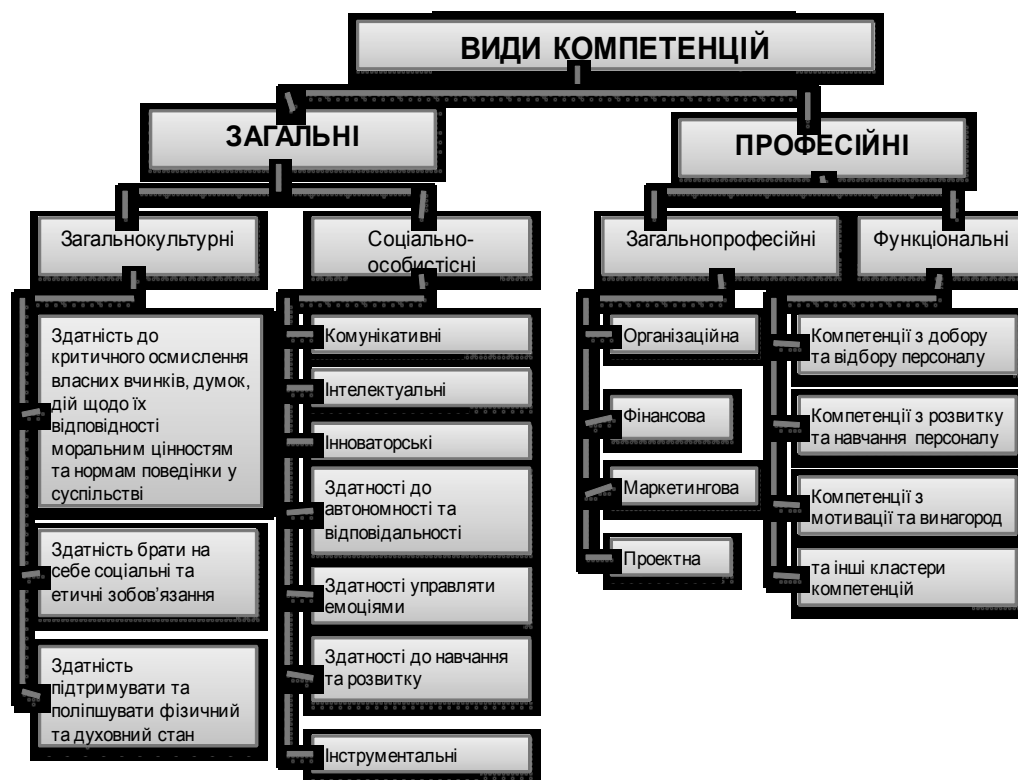 ВИДИ КОМПЕТЕНЦІЙ
ЗАГАЛЬНІ
ПРОФЕСІЙНІ
Загальнокультурні
Соціально-
особистісні
Загальнопрофесійні
Функціональні
Здатність до
критичного осмислення
власних вчинків, думок,
дій щодо їх
відповідності
моральним цінностям
та нормам поведінки у
суспільстві
Здатність брати на
себе соціальні та
етичні зобов’язання
Здатність
підтримувати та
поліпшувати фізичний
та духовний стан
Комунікативні
Інтелектуальні
Інноваторські
Здатності до
автономності та
відповідальності
Здатності управляти
емоціями
Здатності до навчання
та розвитку
Інструментальні
Організаційна
Фінансова
Маркетингова
Проектна
Компетенції з добору
та відбору персоналу
Компетенції з розвитку
та навчання персоналу
Компетенції з
мотивації та винагород
та інші кластери
компетенцій